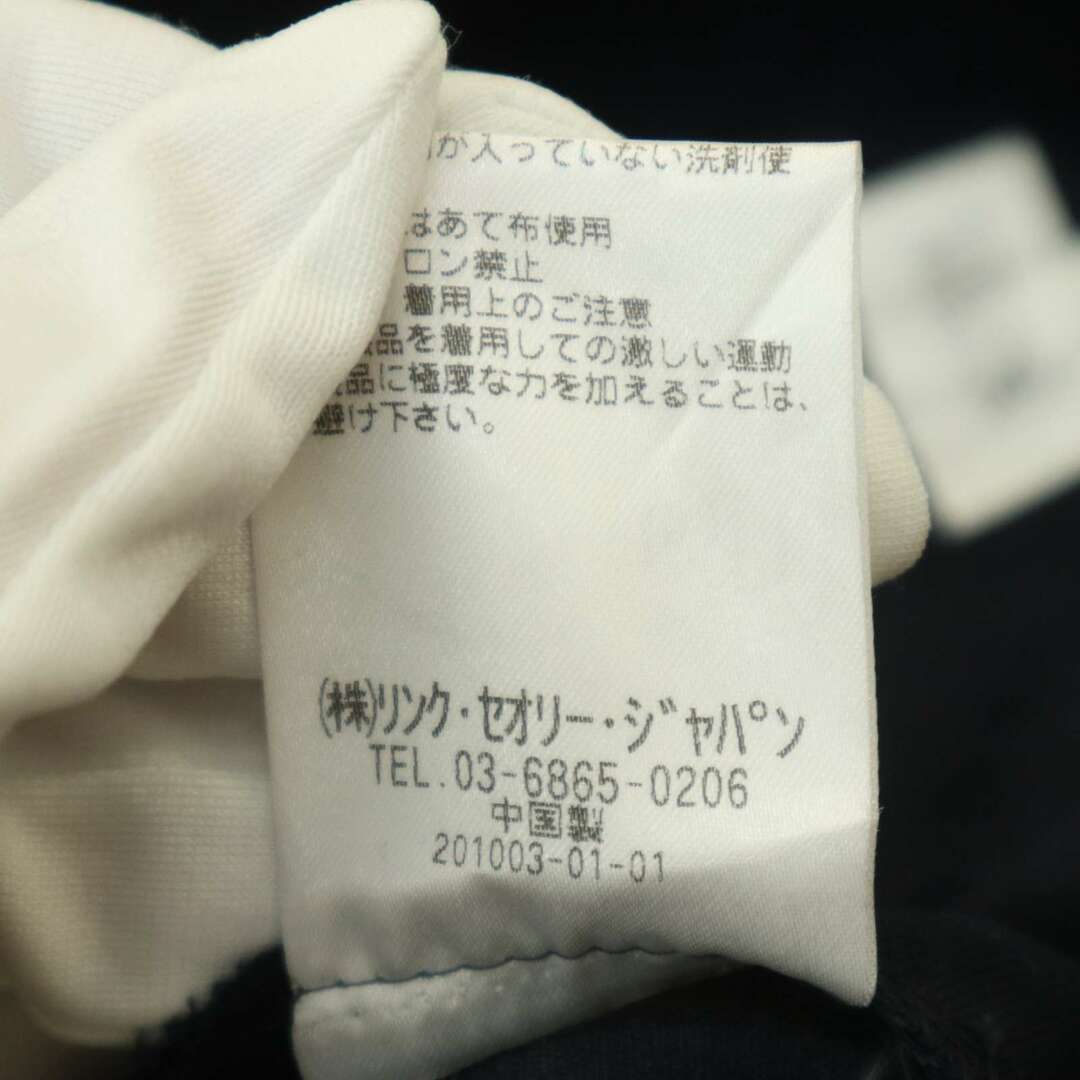 が入っていない洗剤使
はあて布使用
ロン禁止
着用上のご注意
品を着用しての激しい運動
品に極度な力を加えることは、
避け下さい。
(株)リンク・セオリー・ジャパン
TEL.03-6865-0206
中国製
201003-01-01